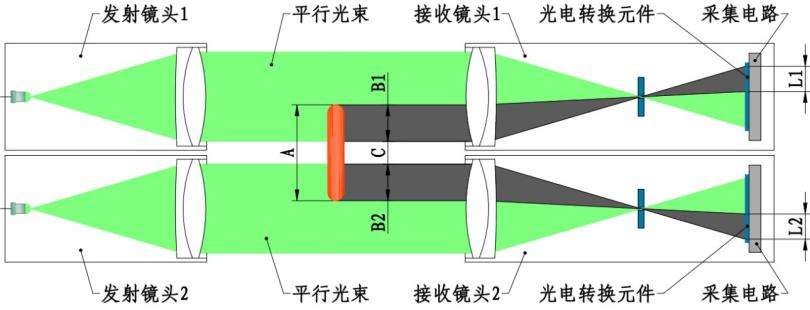 发射镜头1
平行光束
接收镜头1
光电转换元件
采集电路
B1
L1
A
C
B2
L2
发射镜头2
平行光束
接收镜头2
光电转换元件
采集电路